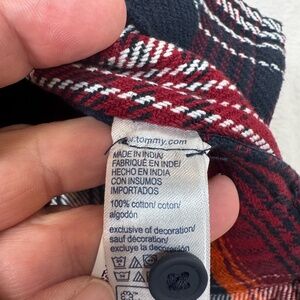 .tommy.com
MADE IN INDIA/
FABRIQUÉ EN INDE/
HECHO EN INDIA
CON INSUMOS
IMPORTADOS
100% cotton/ coton/
algodón
exclusive of decoration/
sauf décoration/
excluye la decoración